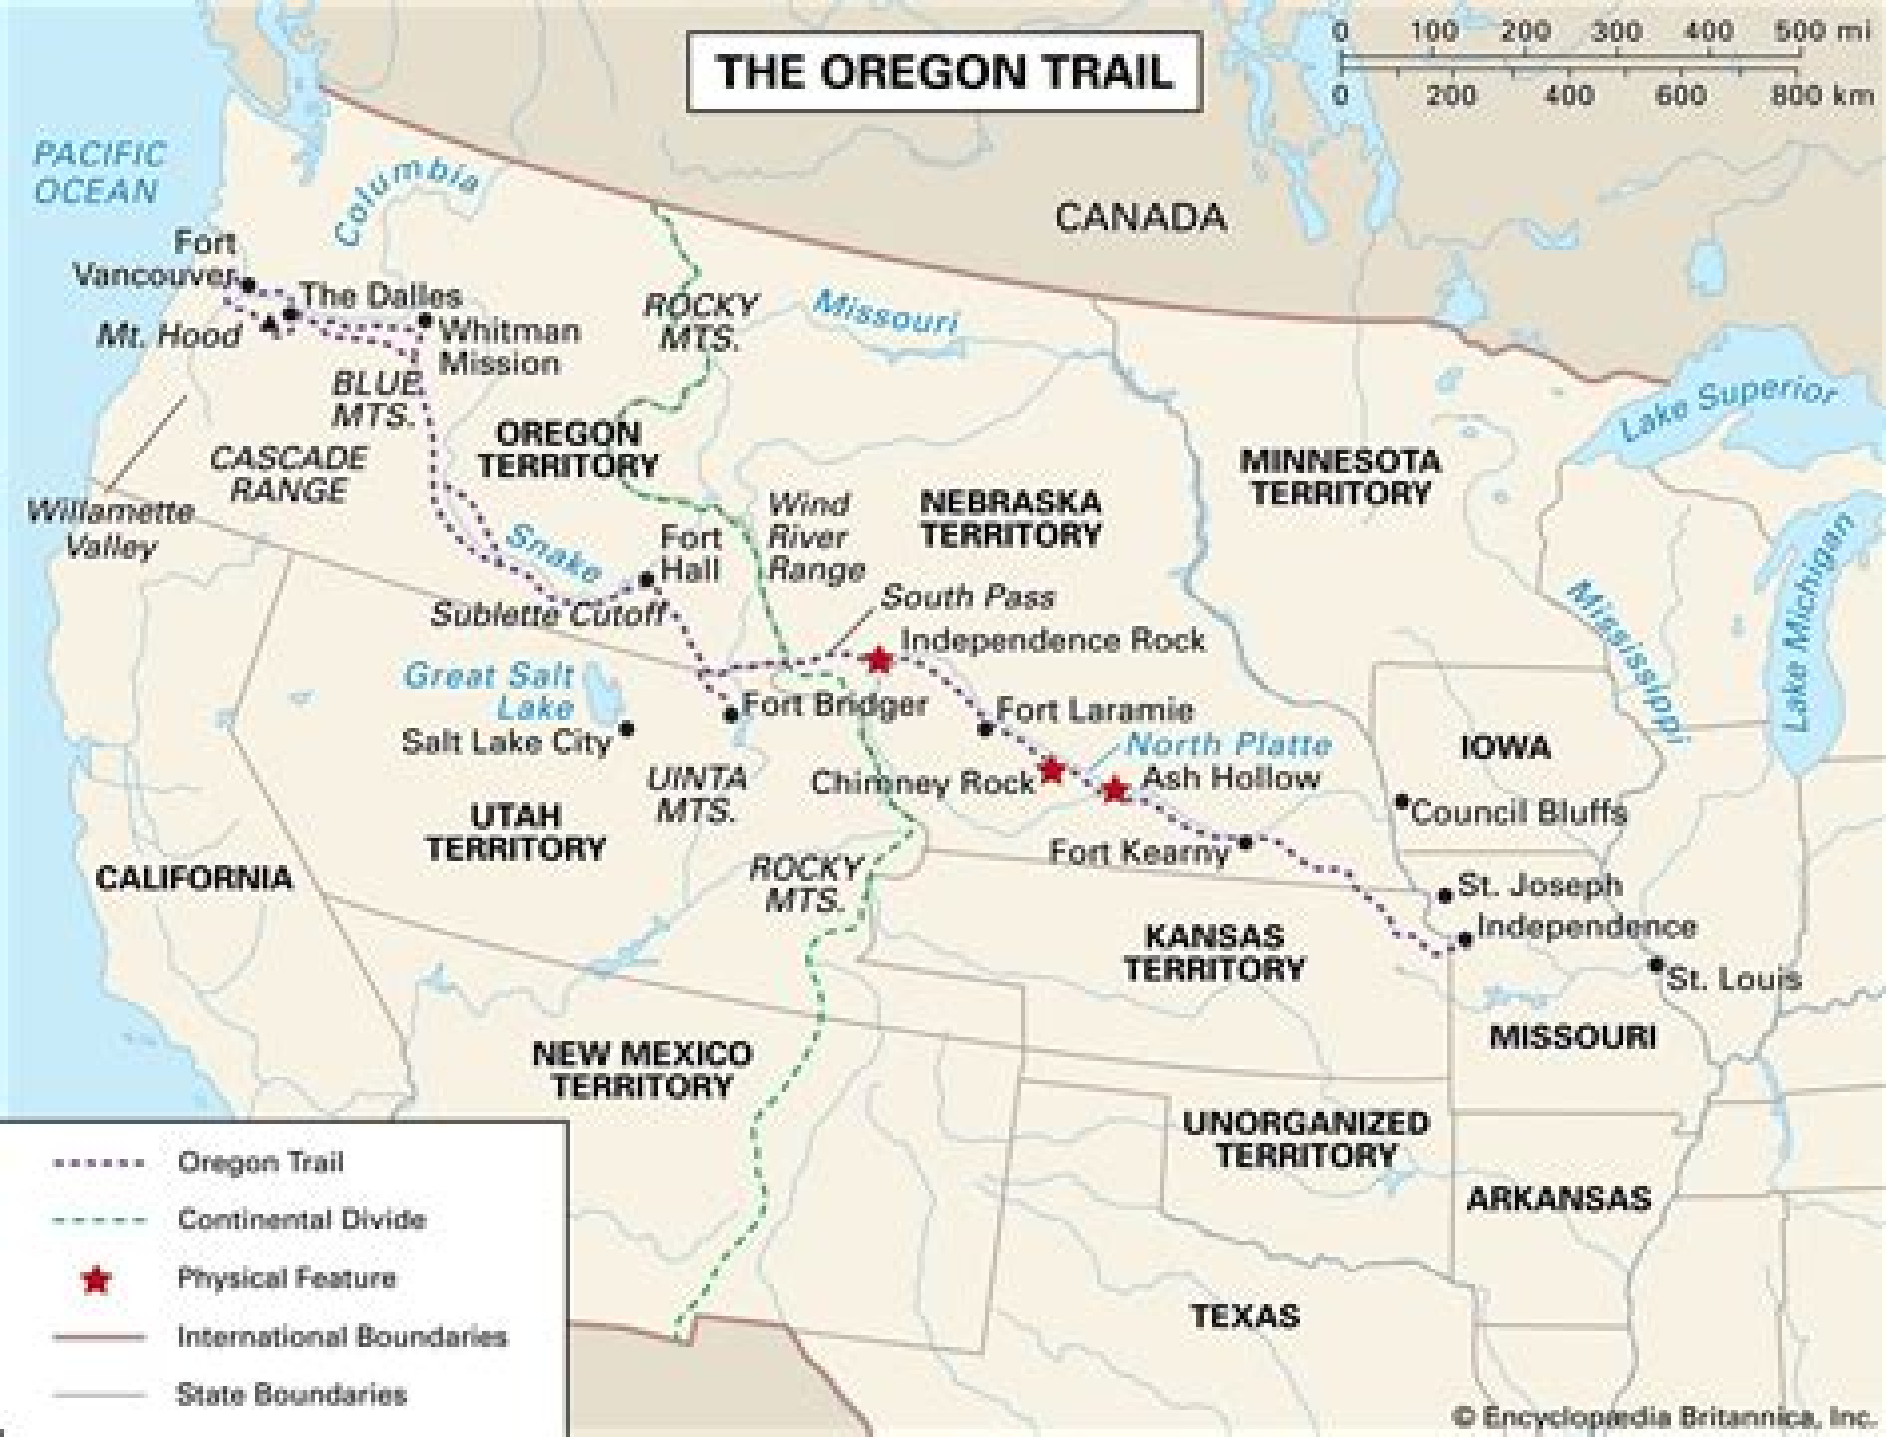 THE OREGON TRAIL
0 100 200 300 400 500 mi
0 200 400 600 800 km
PACIFIC
OCEAN
Columbia
CANADA
Fort
Vancouver
The Dalles
Mt. Hood
Whitman
Mission
ROCKY
MTS.
Missouri
BLUE
MTS.
Lake Superior
CASCADE
RANGE
OREGON
TERRITORY
Willamette
Valley
Snake
Fort
Hall
Wind
River
Range
NEBRASKA
TERRITORY
MINNESOTA
TERRITORY
Mississippi
Lake Michigan
Sublette Cutoff
South Pass
Independence Rock
Great Salt
Lake
Salt Lake City
Fort Bridger
Fort Laramie
North Platte
Chimney Rock
Ash Hollow
IOWA
UINTA
MTS.
UTAH
TERRITORY
Council Bluffs
Fort Kearny
CALIFORNIA
ROCKY
MTS.
St. Joseph
Independence
KANSAS
TERRITORY
St. Louis
MISSOURI
NEW MEXICO
TERRITORY
UNORGANIZED
TERRITORY
ARKANSAS
TEXAS
Oregon Trail
Continental Divide
Physical Feature
International Boundaries
State Boundaries
© Encyclopædia Britannica, Inc.